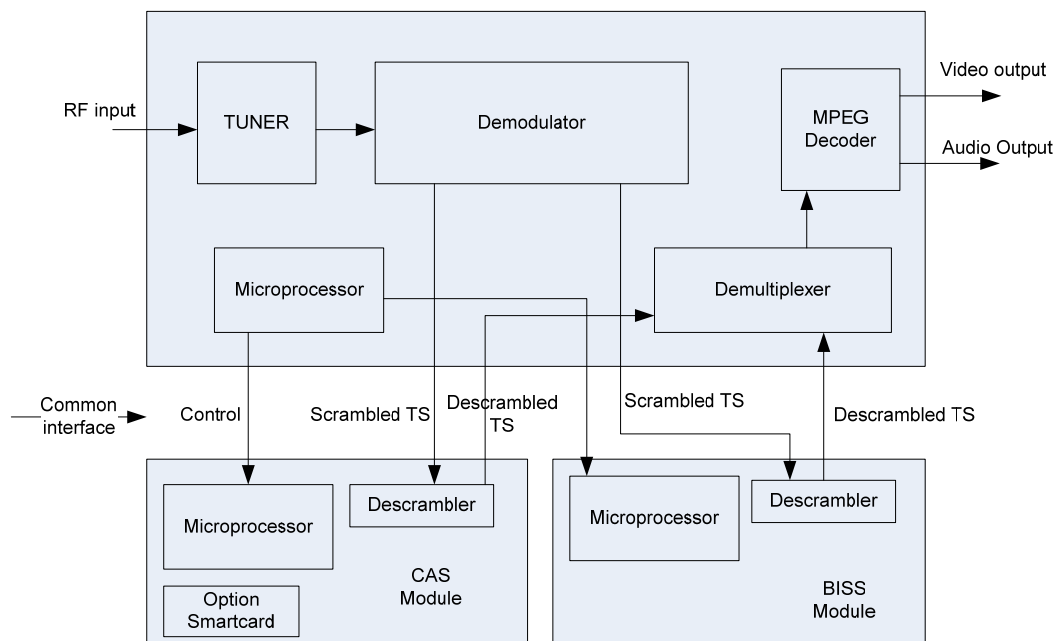 RF input
TUNER
Demodulator
MPEG
Decoder
Video output
Audio Output
Microprocessor
Demultiplexer
Common
interface
Control
Scrambled TS
Descrambled
TS
Scrambled TS
Descrambled TS
Microprocessor
Descrambler
CAS
Module
Option
Smartcard
Microprocessor
Descrambler
BISS
Module